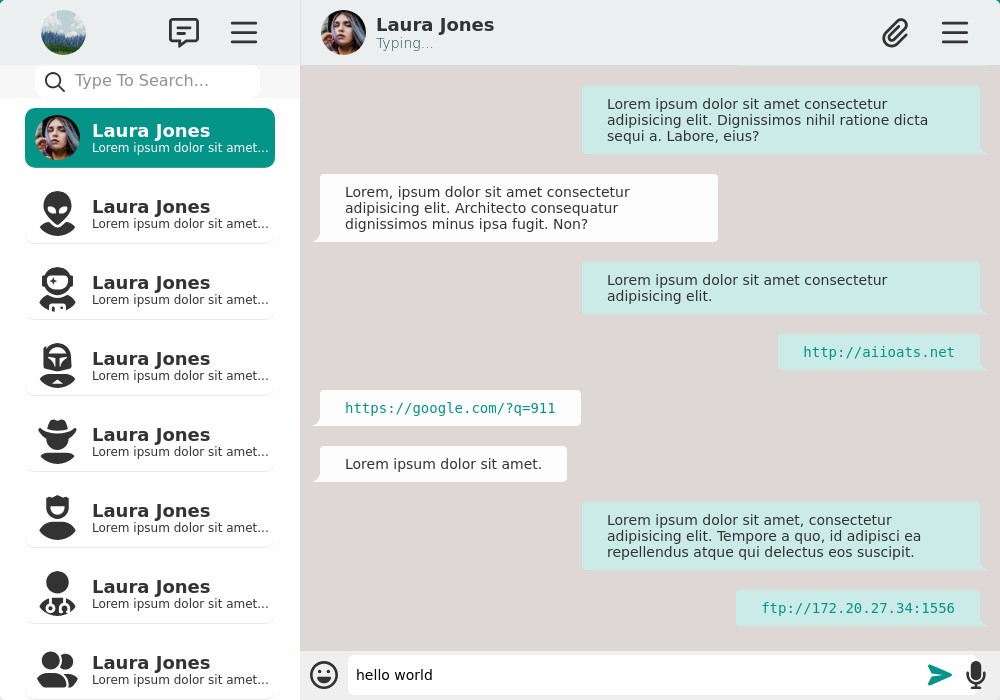 Type To Search...
Laura Jones
Lorem ipsum dolor sit amet...
Laura Jones
Lorem ipsum dolor sit amet...
Laura Jones
Lorem ipsum dolor sit amet...
Laura Jones
Lorem ipsum dolor sit amet...
Laura Jones
Lorem ipsum dolor sit amet...
Laura Jones
Lorem ipsum dolor sit amet...
Laura Jones
Lorem ipsum dolor sit amet...
Laura Jones
Lorem ipsum dolor sit amet...
Laura Jones
Typing...
Lorem ipsum dolor sit amet consectetur
adipisicing elit. Dignissimos nihil ratione dicta
sequi a. Labore, eius?
Lorem, ipsum dolor sit amet consectetur
adipisicing elit. Architecto consequatur
dignissimos minus ipsa fugit. Non?
Lorem ipsum dolor sit amet consectetur
adipisicing elit.
http://aiioats.net
https://google.com/?q=911
Lorem ipsum dolor sit amet.
Lorem ipsum dolor sit amet, consectetur
adipisicing elit. Tempore a quo, id adipisci ea
repellendus atque qui delectus eos suscipit.
ftp://172.20.27.34:1556
hello world